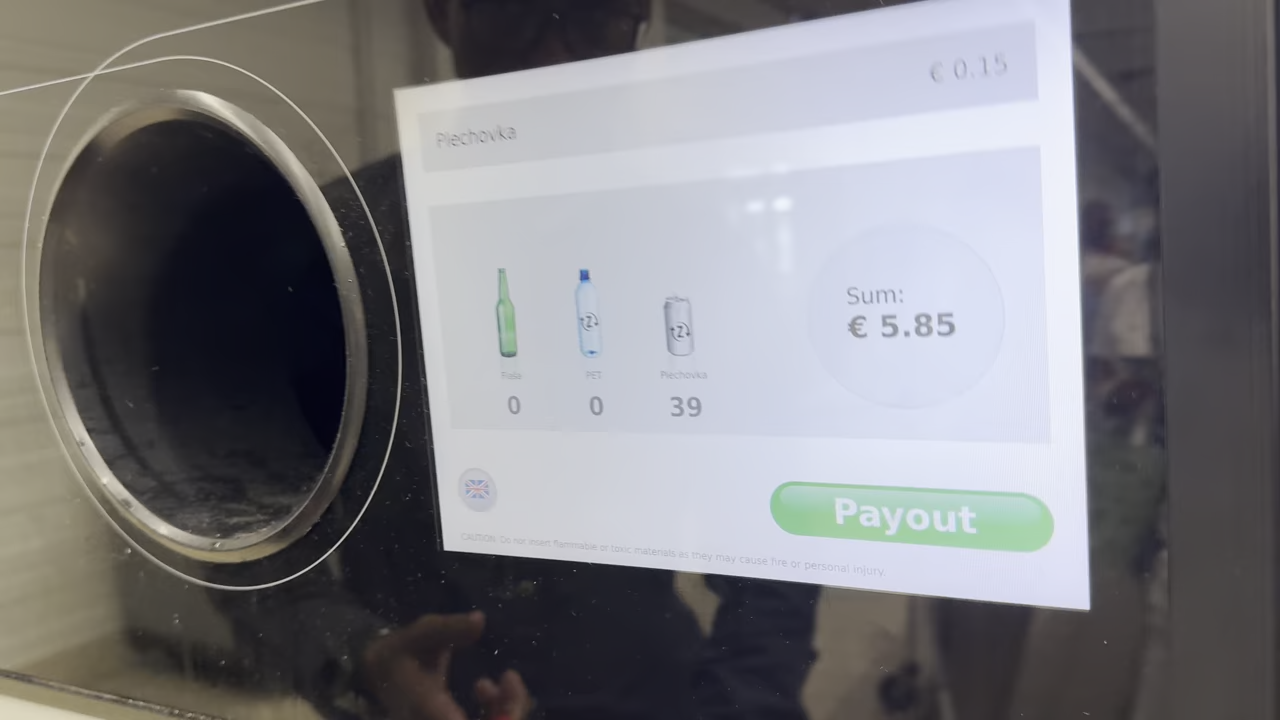 € 0.15
Plechovka
Sum:
€ 5.85
Fľaša PET Plechovka
0 0 39
Payout
CAUTION: Do not insert flammable or toxic materials as they may cause fire or personal injury.